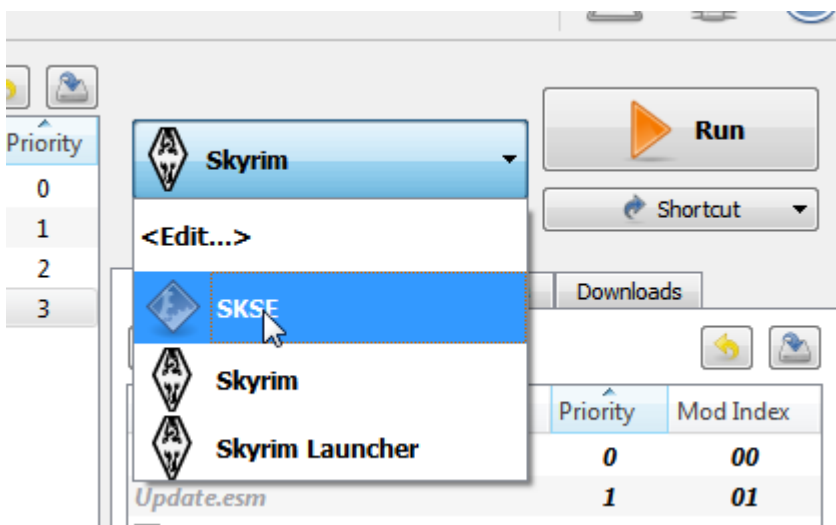 Priority
0
1
2
3
Skyrim
Run
Shortcut
<Edit...>
SKSE
Skyrim
Skyrim Launcher
Downloads
Priority
Mod Index
0
00
Update.esm
1
01